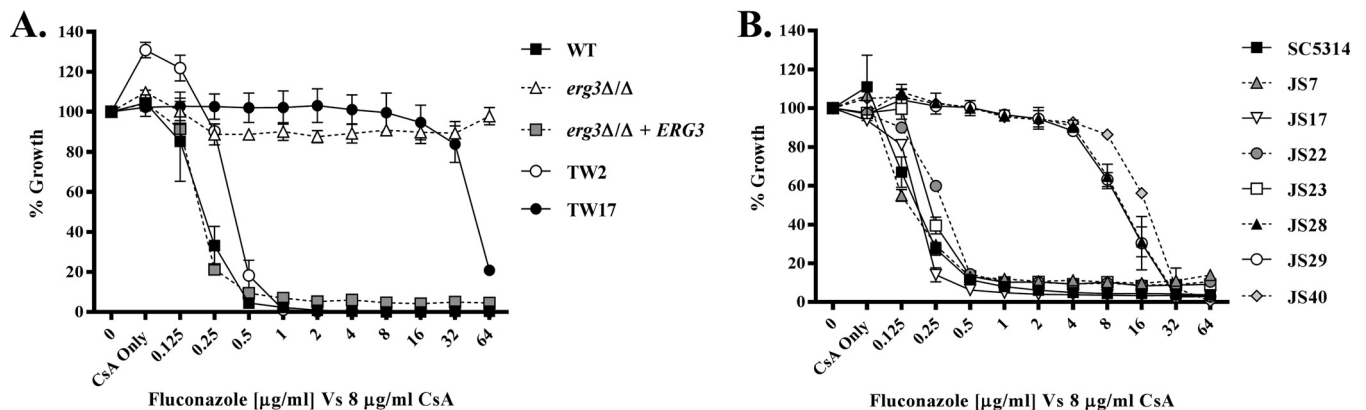 A.
140
120
100
80
60
40
20
0
% Growth
0
CsA Only
0.125
0.25
0.5
1
2
4
8
16
32
64
Fluconazole [µg/ml] Vs 8 µg/ml CsA
WT
erg3Δ/Δ
erg3Δ/Δ + ERG3
TW2
TW17
B.
140
120
100
80
60
40
20
0
% Growth
0
CsA Only
0.125
0.25
0.5
1
2
4
8
16
32
64
Fluconazole [µg/ml] Vs 8 µg/ml CsA
SC5314
JS7
JS17
JS22
JS23
JS28
JS29
JS40